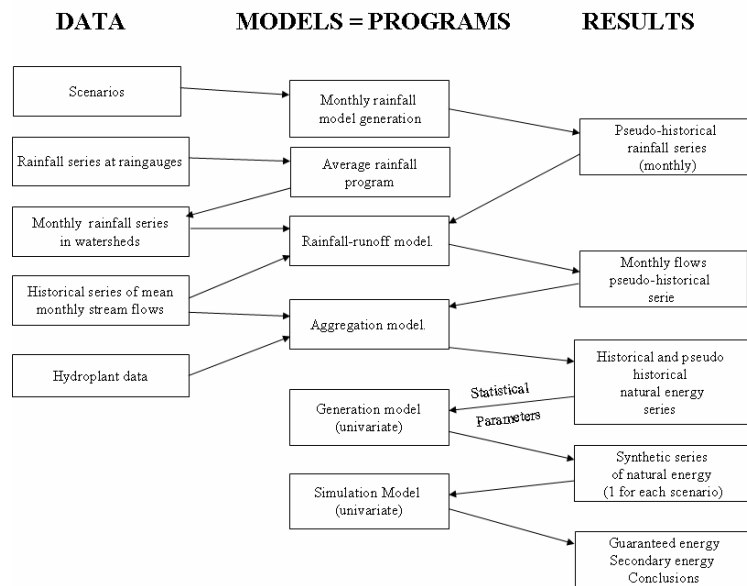 DATA
MODELS = PROGRAMS
RESULTS
Scenarios
Monthly rainfall
model generation
Pseudo-historical
rainfall series
(monthly)
Rainfall series at raingauges
Average rainfall
program
Monthly rainfall series
in watersheds
Rainfall-runoff model.
Monthly flows
pseudo-historical
serie
Historical series of mean
monthly stream flows
Aggregation model.
Historical and pseudo
historical
natural energy
series
Hydroplant data
Statistical
Parameters
Generation model
(univariate)
Synthetic series
of natural energy
(1 for each scenario)
Simulation Model
(univariate)
Guaranteed energy
Secondary energy
Conclusions